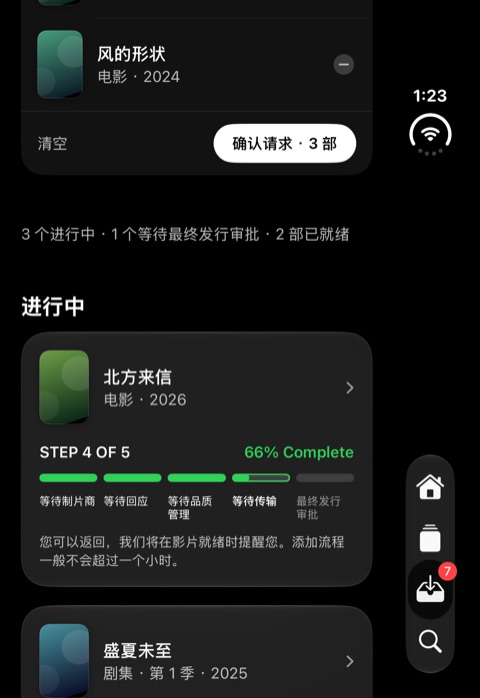 风的形状
电影 · 2024
清空
确认请求 · 3 部
1:23
3 个进行中 · 1 个等待最终发行审批 · 2 部已就绪
进行中
北方来信
电影 · 2026
STEP 4 OF 5
66% Complete
等待制片商
等待回应
等待品质
管理
等待传输
最终发行
审批
您可以返回，我们将在影片就绪时提醒您。添加流程
一般不会超过一个小时。
7
盛夏未至
剧集 · 第 1 季 · 2025